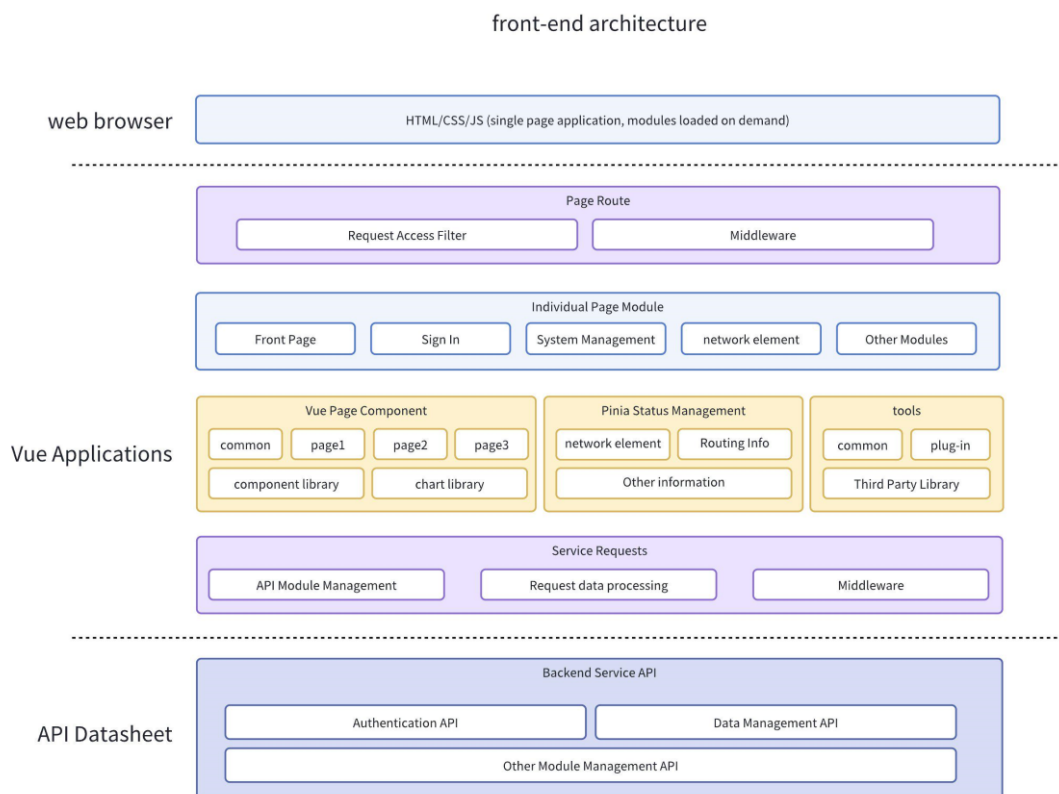 front-end architecture
web browser
HTML/CSS/JS (single page application, modules loaded on demand)
Page Route
Request Access Filter
Middleware
Individual Page Module
Front Page
Sign In
System Management
network element
Other Modules
Vue Applications
Vue Page Component
common
page1
page2
page3
component library
chart library
Pinia Status Management
network element
Routing Info
Other information
tools
common
plug-in
Third Party Library
Service Requests
API Module Management
Request data processing
Middleware
API Datasheet
Backend Service API
Authentication API
Data Management API
Other Module Management API